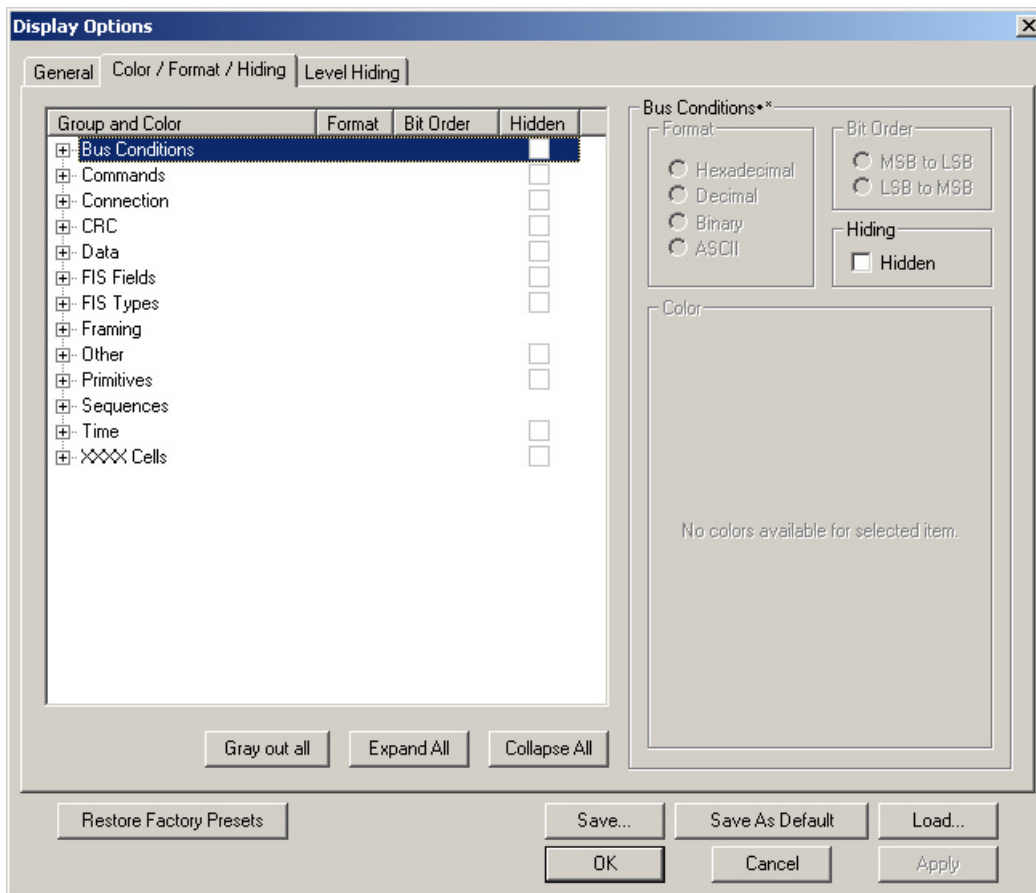 Display Options
General
Color / Format / Hiding
Level Hiding
Group and Color
Format
Bit Order
Hidden
Bus Conditions
Commands
Connection
CRC
Data
FIS Fields
FIS Types
Framing
Other
Primitives
Sequences
Time
XXXX Cells
Gray out all
Expand All
Collapse All
Bus Conditions•*
Format
Hexadecimal
Decimal
Binary
ASCII
Bit Order
MSB to LSB
LSB to MSB
Hiding
Hidden
Color
No colors available for selected item.
Restore Factory Presets
Save...
Save As Default
Load...
OK
Cancel
Apply